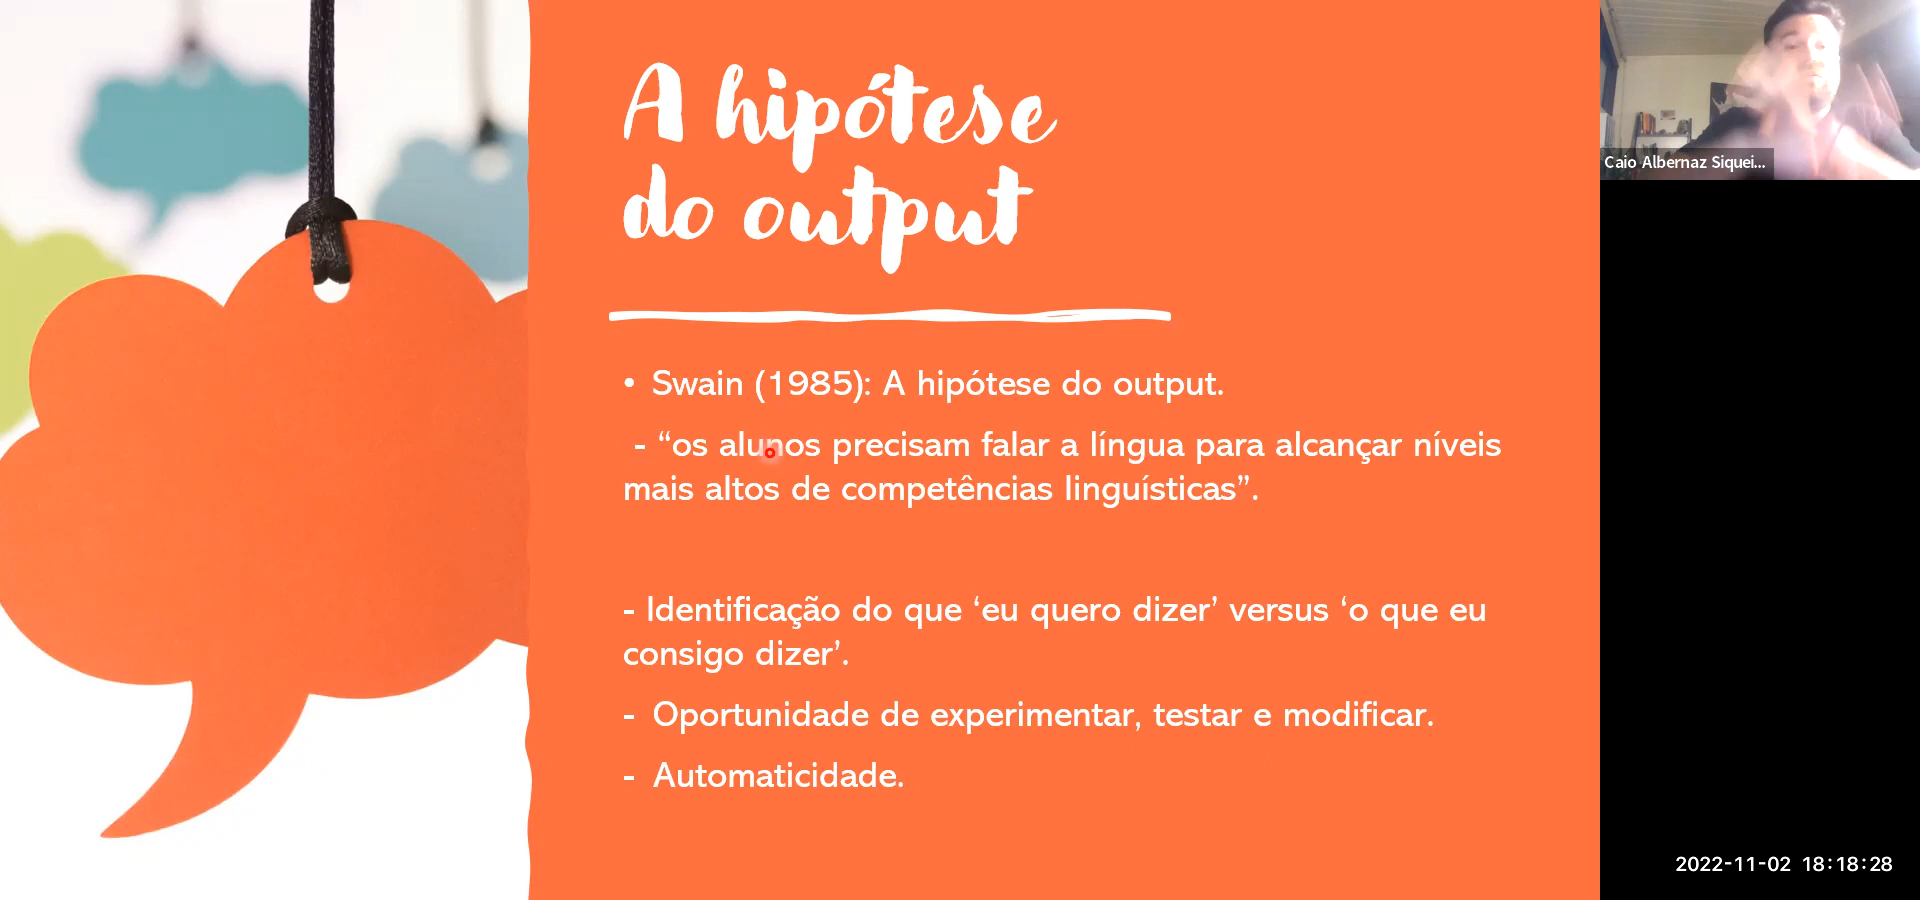 A hipótese
do output
• Swain (1985): A hipótese do output.
- “os alunos precisam falar a língua para alcançar níveis
mais altos de competências linguísticas”.
- Identificação do que ‘eu quero dizer’ versus ‘o que eu
consigo dizer’.
- Oportunidade de experimentar, testar e modificar.
- Automaticidade.
Caio Albernaz Siquei...
2022-11-02 18:18:28